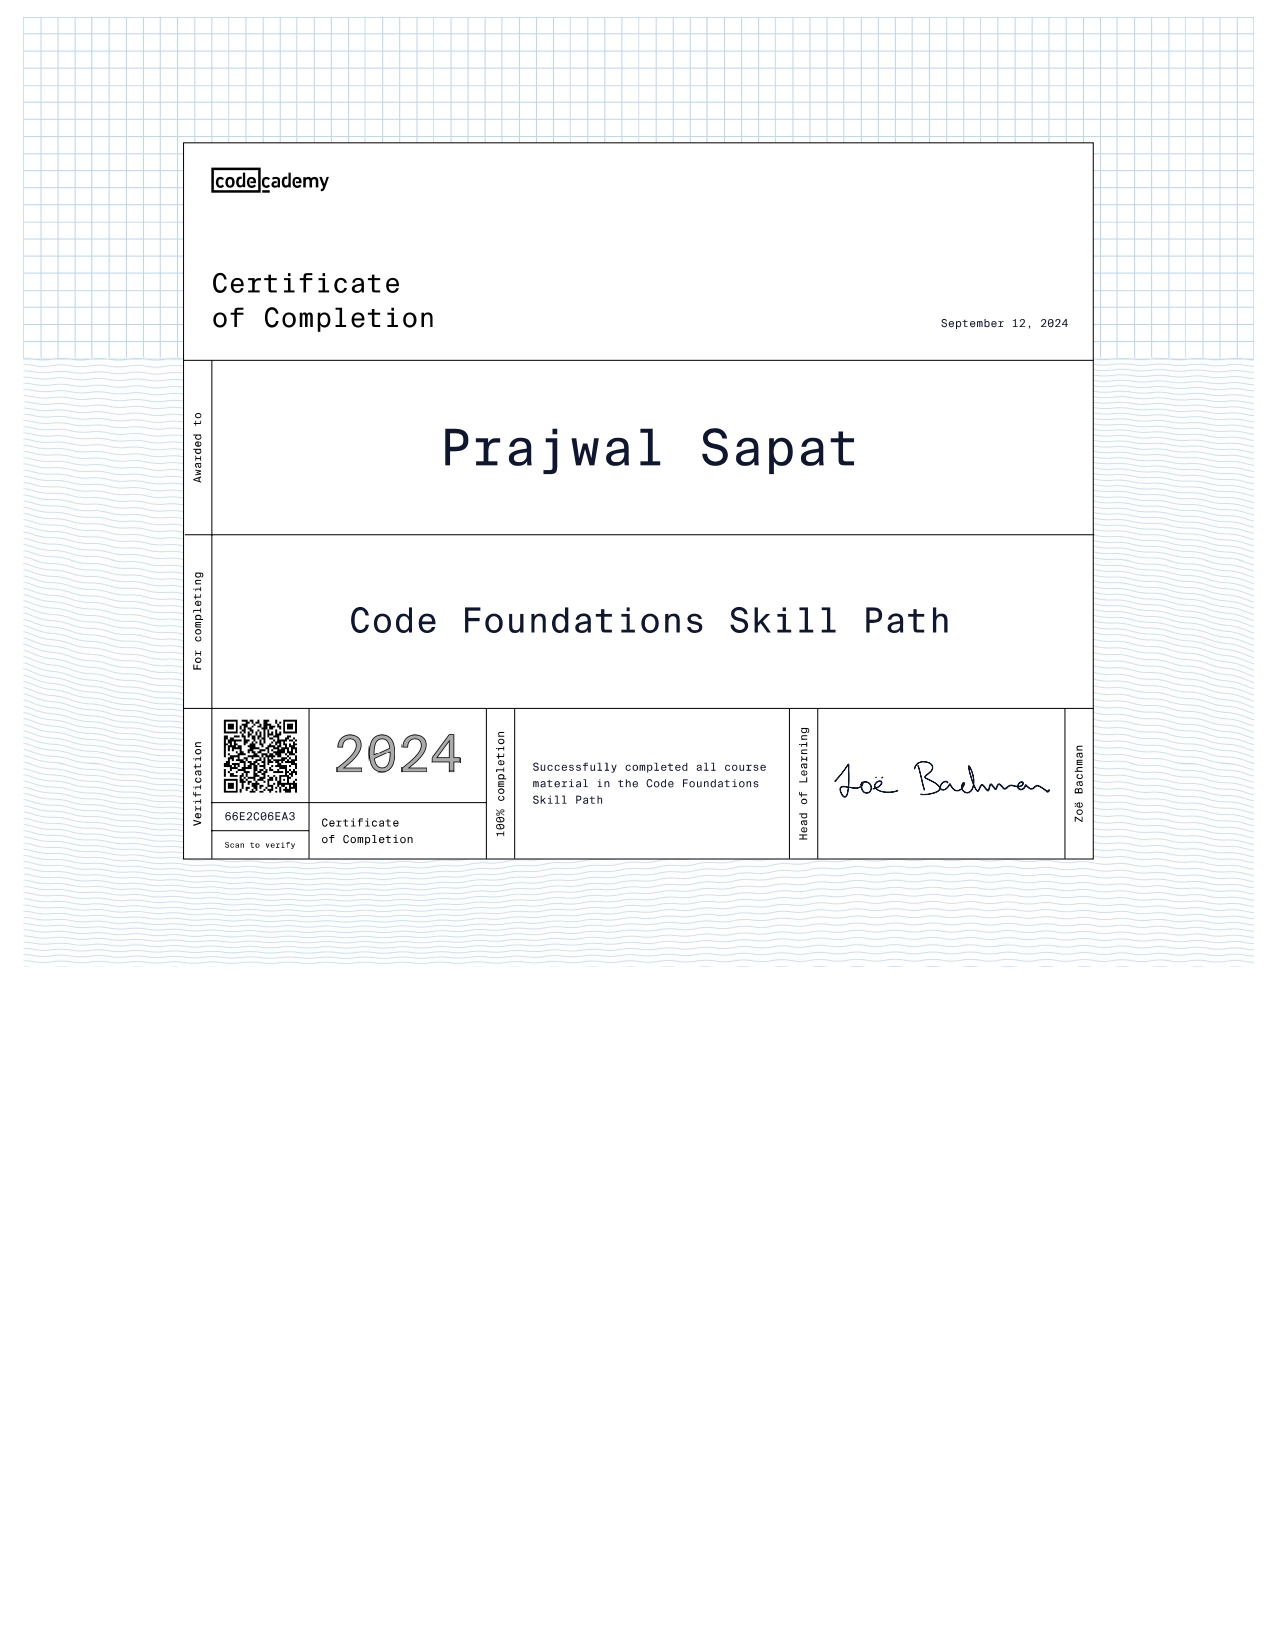 codecademy
Certificate
of Completion
September 12, 2024
Awarded to
Prajwal Sapat
For completing
Code Foundations Skill Path
Verification
66E2C06EA3
Scan to verify
2024
Certificate
of Completion
100% completion
Successfully completed all course
material in the Code Foundations
Skill Path
Head of Learning
Zoë Bachman
Zoë Bachman